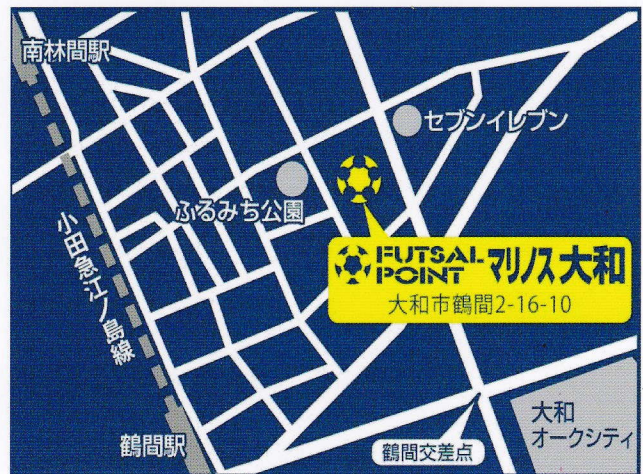 南林間駅
セブンイレブン
ふるみち公園
小田急江ノ島線
FUTSAL
POINT
マリノス大和
大和市鶴間2-16-10
大和
オークシティ
鶴間交差点
鶴間駅